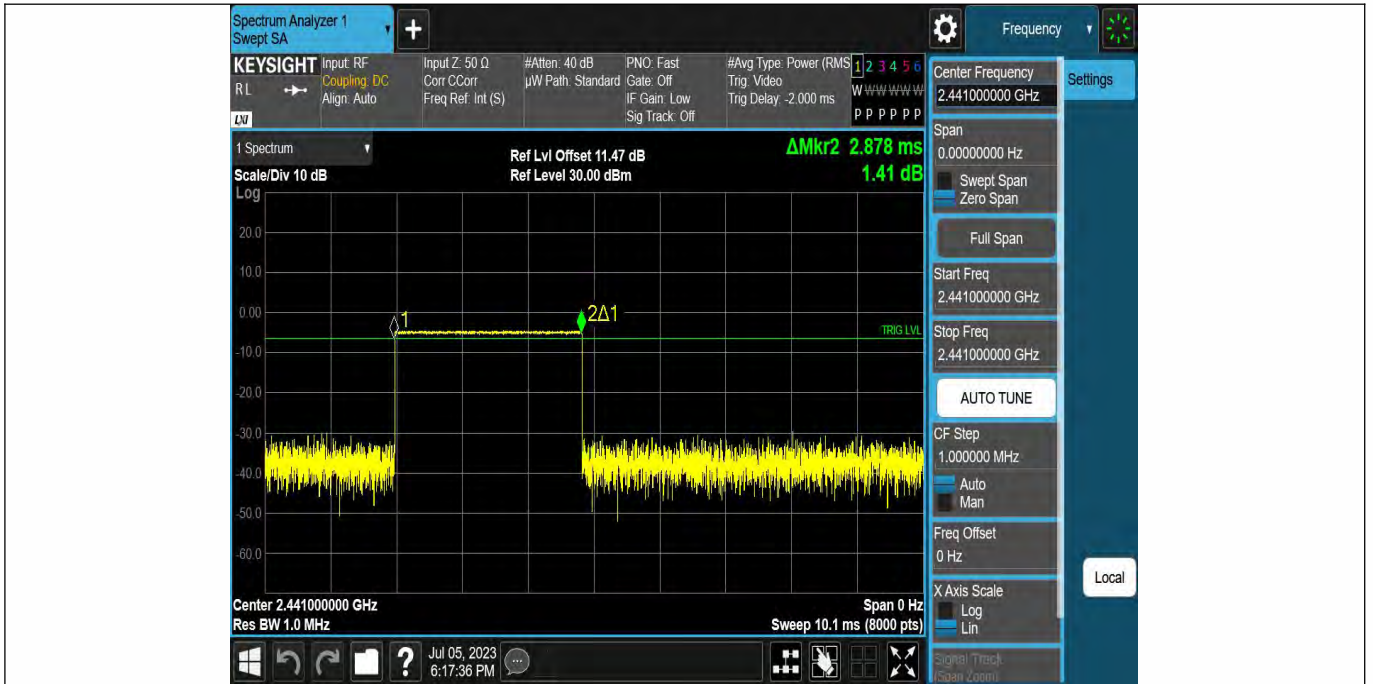 Spectrum Analyzer 1
Swept SA
+
Frequency
KEYSIGHT
RL
LXI
Input: RF
Coupling: DC
Align: Auto
Input Z: 50 Ω
Corr CCorr
Freq Ref: Int (S)
#Atten: 40 dB
µW Path: Standard
PNO: Fast
Gate: Off
IF Gain: Low
Sig Track: Off
#Avg Type: Power (RMS
Trig: Video
Trig Delay: -2.000 ms
1 2 3 4 5 6
W W W W W W
P P P P P P
1 Spectrum
Scale/Div 10 dB
Log
Ref Lvl Offset 11.47 dB
Ref Level 30.00 dBm
ΔMkr2 2.878 ms
1.41 dB
20.0
10.0
0.00
-10.0
-20.0
-30.0
-40.0
-50.0
-60.0
1
2Δ1
TRIG LVL
Center 2.441000000 GHz
Res BW 1.0 MHz
Span 0 Hz
Sweep 10.1 ms (8000 pts)
Center Frequency
2.441000000 GHz
Settings
Span
0.00000000 Hz
Swept Span
Zero Span
Full Span
Start Freq
2.441000000 GHz
Stop Freq
2.441000000 GHz
AUTO TUNE
CF Step
1.000000 MHz
Auto
Man
Freq Offset
0 Hz
X Axis Scale
Log
Lin
Signal Track
(Span Zoom)
Local
?
Jul 05, 2023
6:17:36 PM